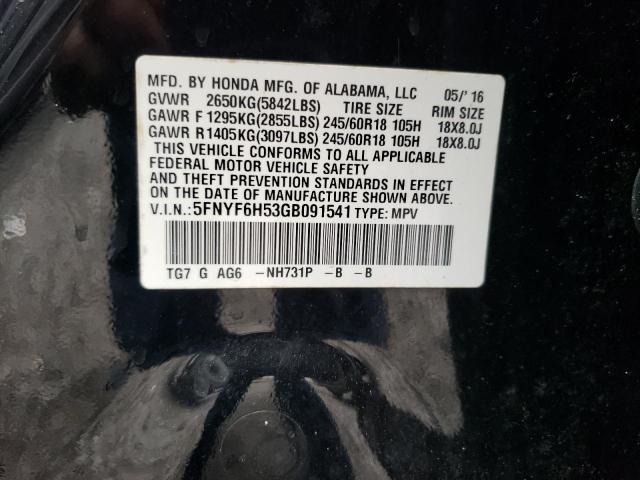 MFD. BY HONDA MFG. OF ALABAMA, LLC 05/'16
GVWR 2650KG(5842LBS) TIRE SIZE RIM SIZE
GAWR F 1295KG(2855LBS) 245/60R18 105H 18X8.0J
GAWR R1405KG(3097LBS) 245/60R18 105H 18X8.0J
THIS VEHICLE CONFORMS TO ALL APPLICABLE
FEDERAL MOTOR VEHICLE SAFETY
AND THEFT PREVENTION STANDARDS IN EFFECT
ON THE DATE OF MANUFACTURE SHOWN ABOVE.
V.I.N.:5FNYF6H53GB091541 TYPE: MPV
TG7 G AG6 -NH731P -B -B